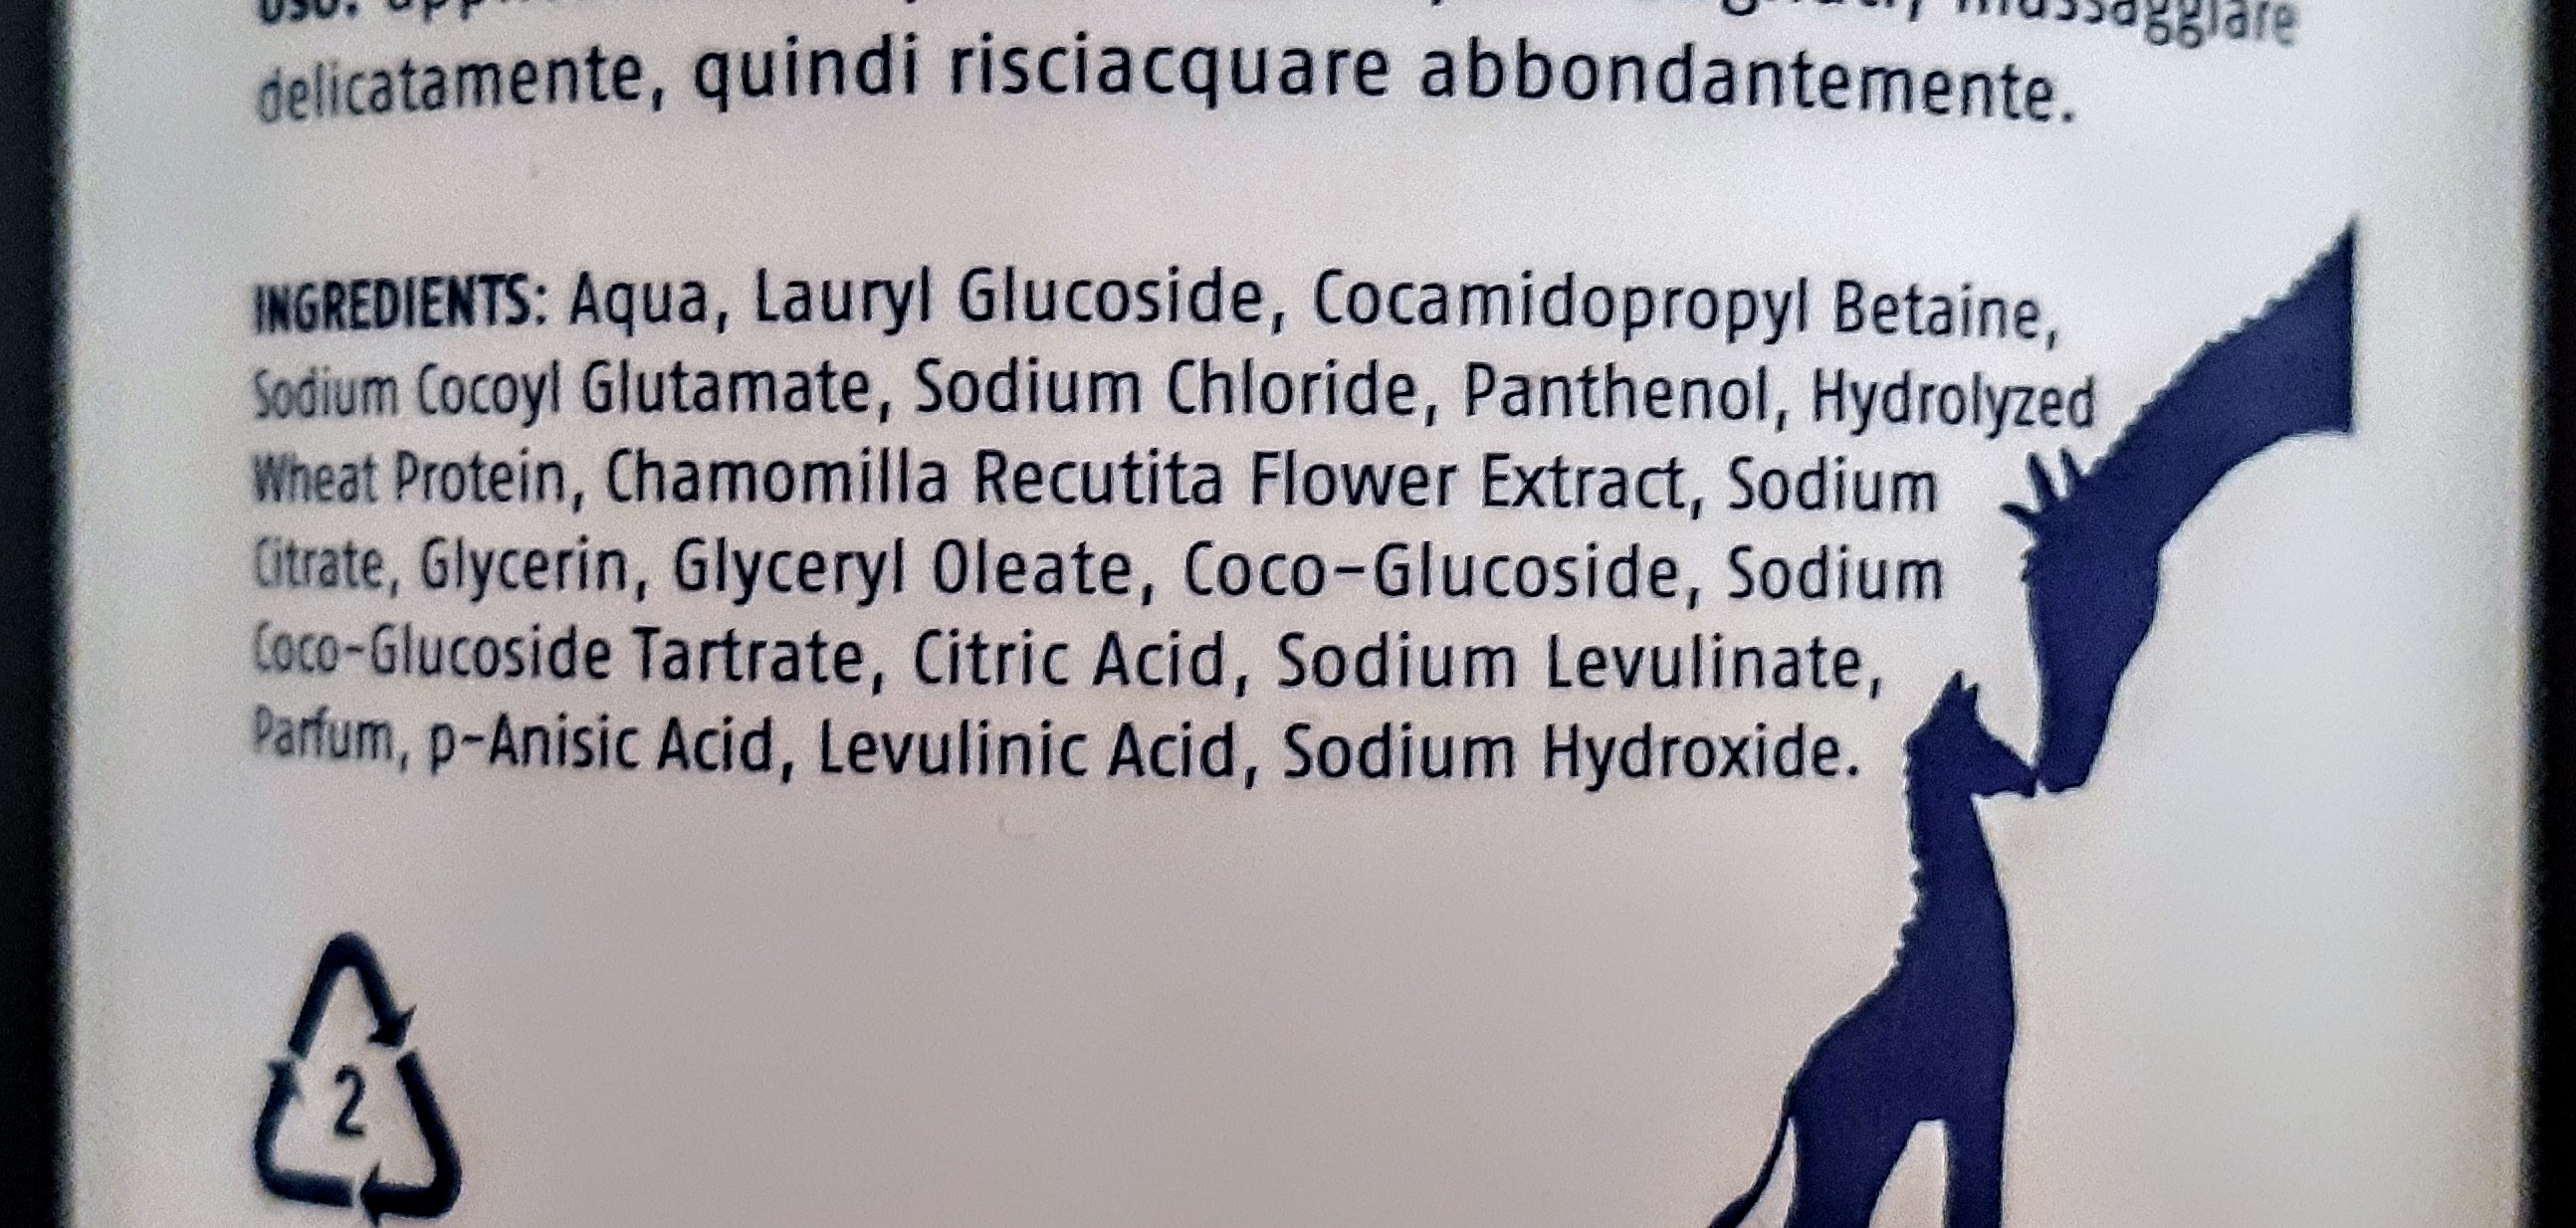 massaggiare
delicatamente, quindi risciacquare abbondantemente.
INGREDIENTS: Aqua, Lauryl Glucoside, Cocamidopropyl Betaine,
Sodium Cocoyl Glutamate, Sodium Chloride, Panthenol, Hydrolyzed
Wheat Protein, Chamomilla Recutita Flower Extract, Sodium
Citrate, Glycerin, Glyceryl Oleate, Coco-Glucoside, Sodium
Coco-Glucoside Tartrate, Citric Acid, Sodium Levulinate,
Parfum, p-Anisic Acid, Levulinic Acid, Sodium Hydroxide.
2